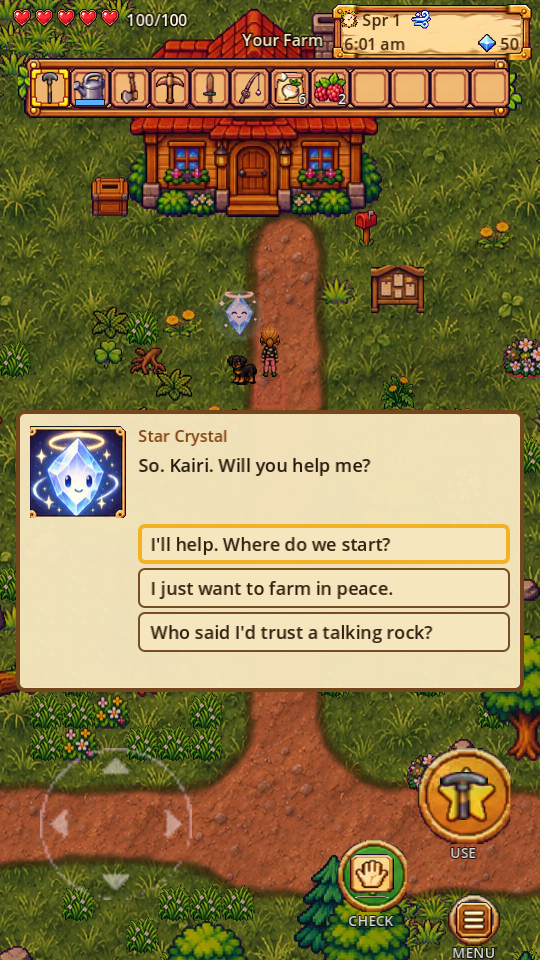 100/100
Your Farm
Spr 1
6:01 am
50
6
2
Star Crystal
So. Kairi. Will you help me?
I'll help. Where do we start?
I just want to farm in peace.
Who said I'd trust a talking rock?
USE
CHECK
MENU